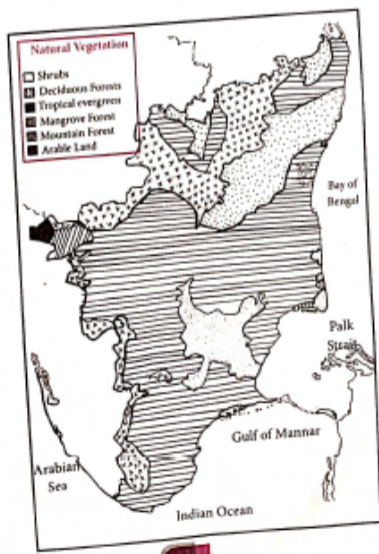 Natural Vegetation
Shrubs
Deciduous Forests
Tropical evergreen
Mangrove Forest
Mountain Forest
Arable Land
Bay of
Bengal
Palk
Strait
Gulf of Mannar
Arabian
Sea
Indian Ocean